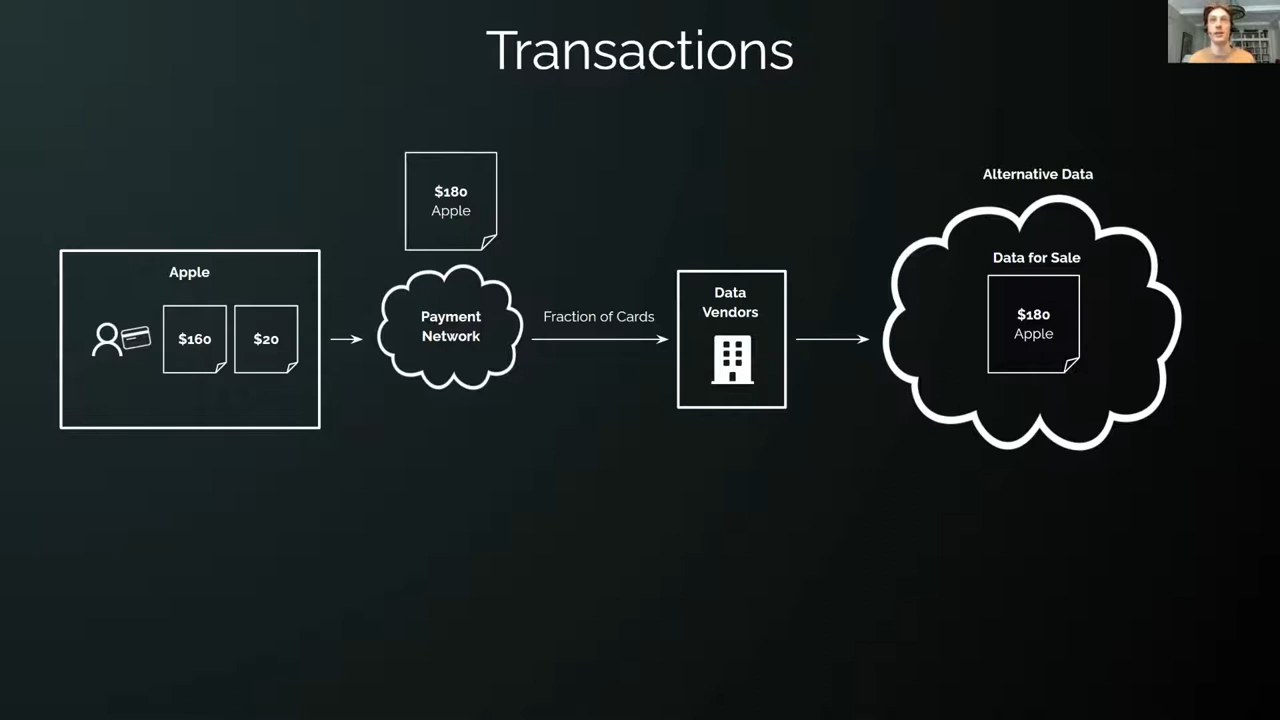 Transactions
$180
Apple
Apple
$160
$20
Payment
Network
Fraction of Cards
Data
Vendors
Alternative Data
Data for Sale
$180
Apple